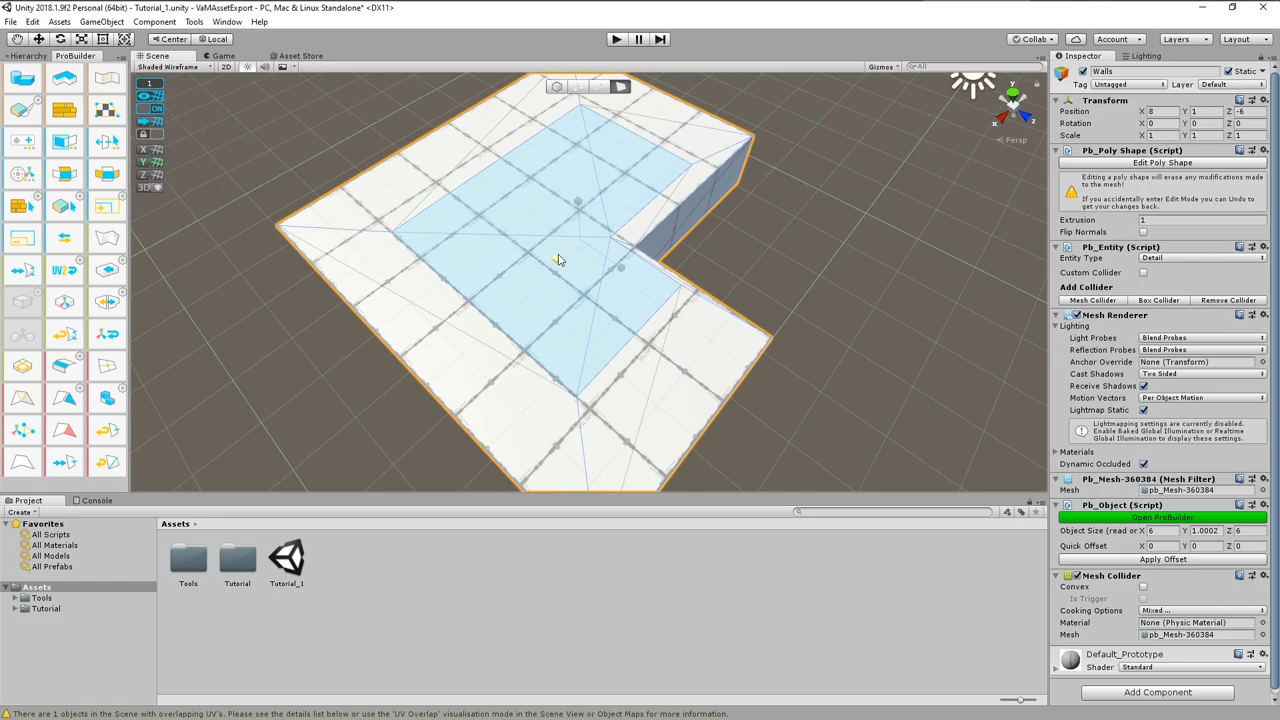 Unity 2018.1.9f2 Personal (64bit) - Tutorial_1.unity - VaMAssetExport - PC, Mac & Linux Standalone* <DX11>
File Edit Assets GameObject Component Tools Window Help
Center Local Collab Account Layers Layout
Hierarchy ProBuilder Scene Game Asset Store Inspector Lighting
Shaded Wireframe 2D Gizmos All
1
ON
X
Y
Z
3D
UV2
y
x
z
Persp
Walls Static
Tag Untagged Layer Default
Transform
Position X 8 Y 1 Z -6
Rotation X 0 Y 0 Z 0
Scale X 1 Y 1 Z 1
Pb_Poly Shape (Script)
Edit Poly Shape
Editing a poly shape will erase any modifications made
to the mesh!
If you accidentally enter Edit Mode you can Undo to
get your changes back.
Extrusion 1
Flip Normals
Pb_Entity (Script)
Entity Type Detail
Custom Collider
Add Collider
Mesh Collider Box Collider Remove Collider
Mesh Renderer
Lighting
Light Probes Blend Probes
Reflection Probes Blend Probes
Anchor Override None (Transform)
Cast Shadows Two Sided
Receive Shadows
Motion Vectors Per Object Motion
Lightmap Static
Lightmapping settings are currently disabled.
Enable Baked Global Illumination or Realtime
Global Illumination to display these settings.
Materials
Dynamic Occluded
Pb_Mesh-360384 (Mesh Filter)
Mesh pb_Mesh-360384
Pb_Object (Script)
Open ProBuilder
Object Size (read or X 6 Y 1.0002 Z 6
Quick Offset X 0 Y 0 Z 0
Apply Offset
Mesh Collider
Convex
Is Trigger
Cooking Options Mixed ...
Material None (Physic Material)
Mesh pb_Mesh-360384
Default_Prototype
Shader Standard
Add Component
Project Console
Create
Favorites
All Scripts
All Materials
All Models
All Prefabs
Assets
Tools
Tutorial
Assets
Tools Tutorial Tutorial_1
There are 1 objects in the Scene with overlapping UV's. Please see the details list below or use the 'UV Overlap' visualisation mode in the Scene View or Object Maps for more information.